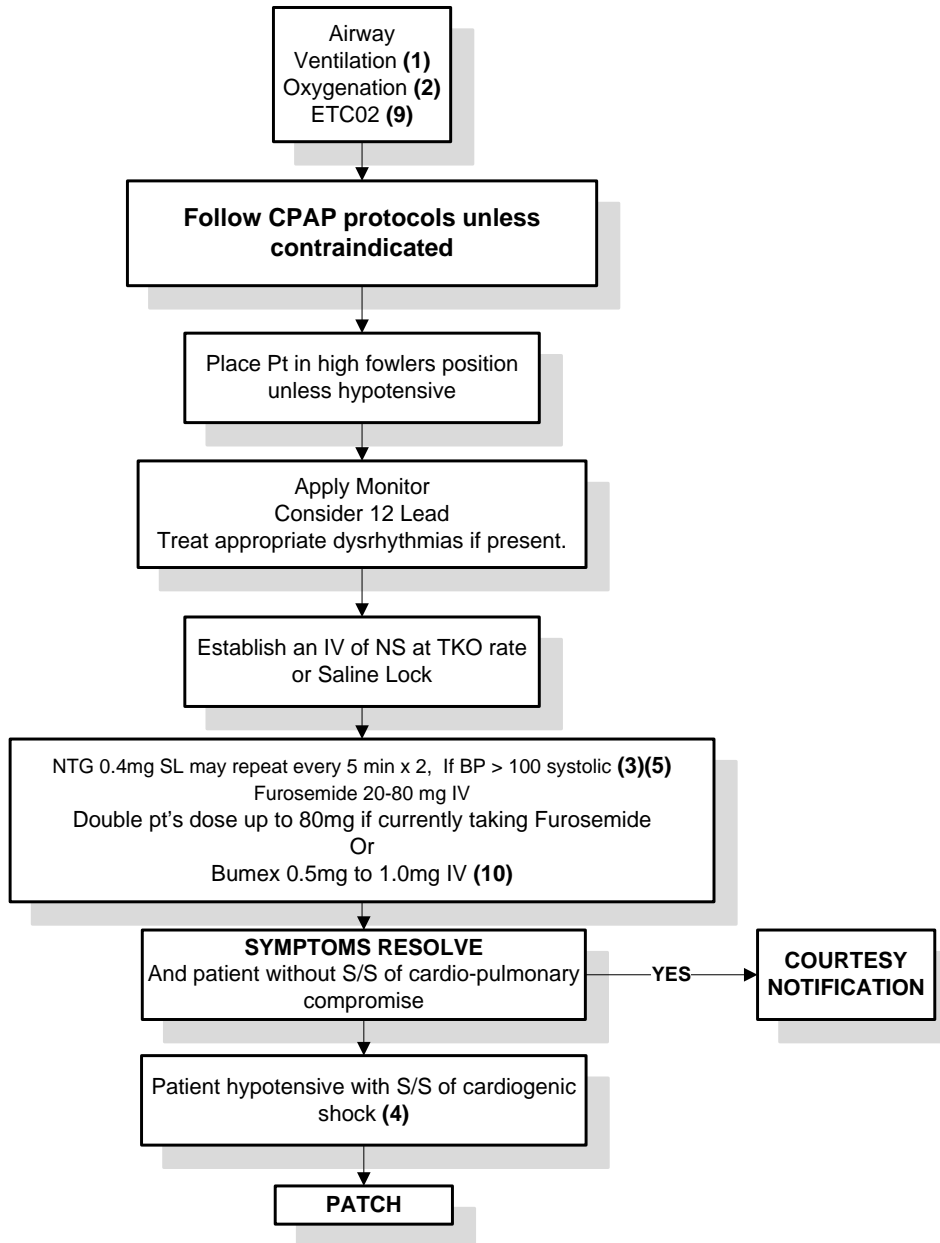 Airway
Ventilation (1)
Oxygenation (2)
ETC02 (9)
Follow CPAP protocols unless
contraindicated
Place Pt in high fowlers position
unless hypotensive
Apply Monitor
Consider 12 Lead
Treat appropriate dysrhythmias if present.
Establish an IV of NS at TKO rate
or Saline Lock
NTG 0.4mg SL may repeat every 5 min x 2, If BP > 100 systolic (3)(5)
Furosemide 20-80 mg IV
Double pt's dose up to 80mg if currently taking Furosemide
Or
Bumex 0.5mg to 1.0mg IV (10)
SYMPTOMS RESOLVE
And patient without S/S of cardio-pulmonary
compromise
YES
COURTESY
NOTIFICATION
Patient hypotensive with S/S of cardiogenic
shock (4)
PATCH